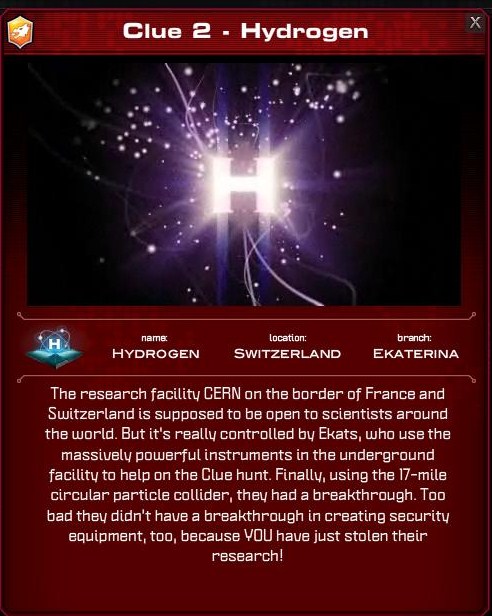 Clue 2 - Hydrogen
X
H
name: location: branch:
H HYDROGEN SWITZERLAND EKATERINA
The research facility CERN on the border of France and
Switzerland is supposed to be open to scientists around
the world. But it's really controlled by Ekats, who use the
massively powerful instruments in the underground
facility to help on the Clue hunt. Finally, using the 17-mile
circular particle collider, they had a breakthrough. Too
bad they didn't have a breakthrough in creating security
equipment, too, because YOU have just stolen their
research!